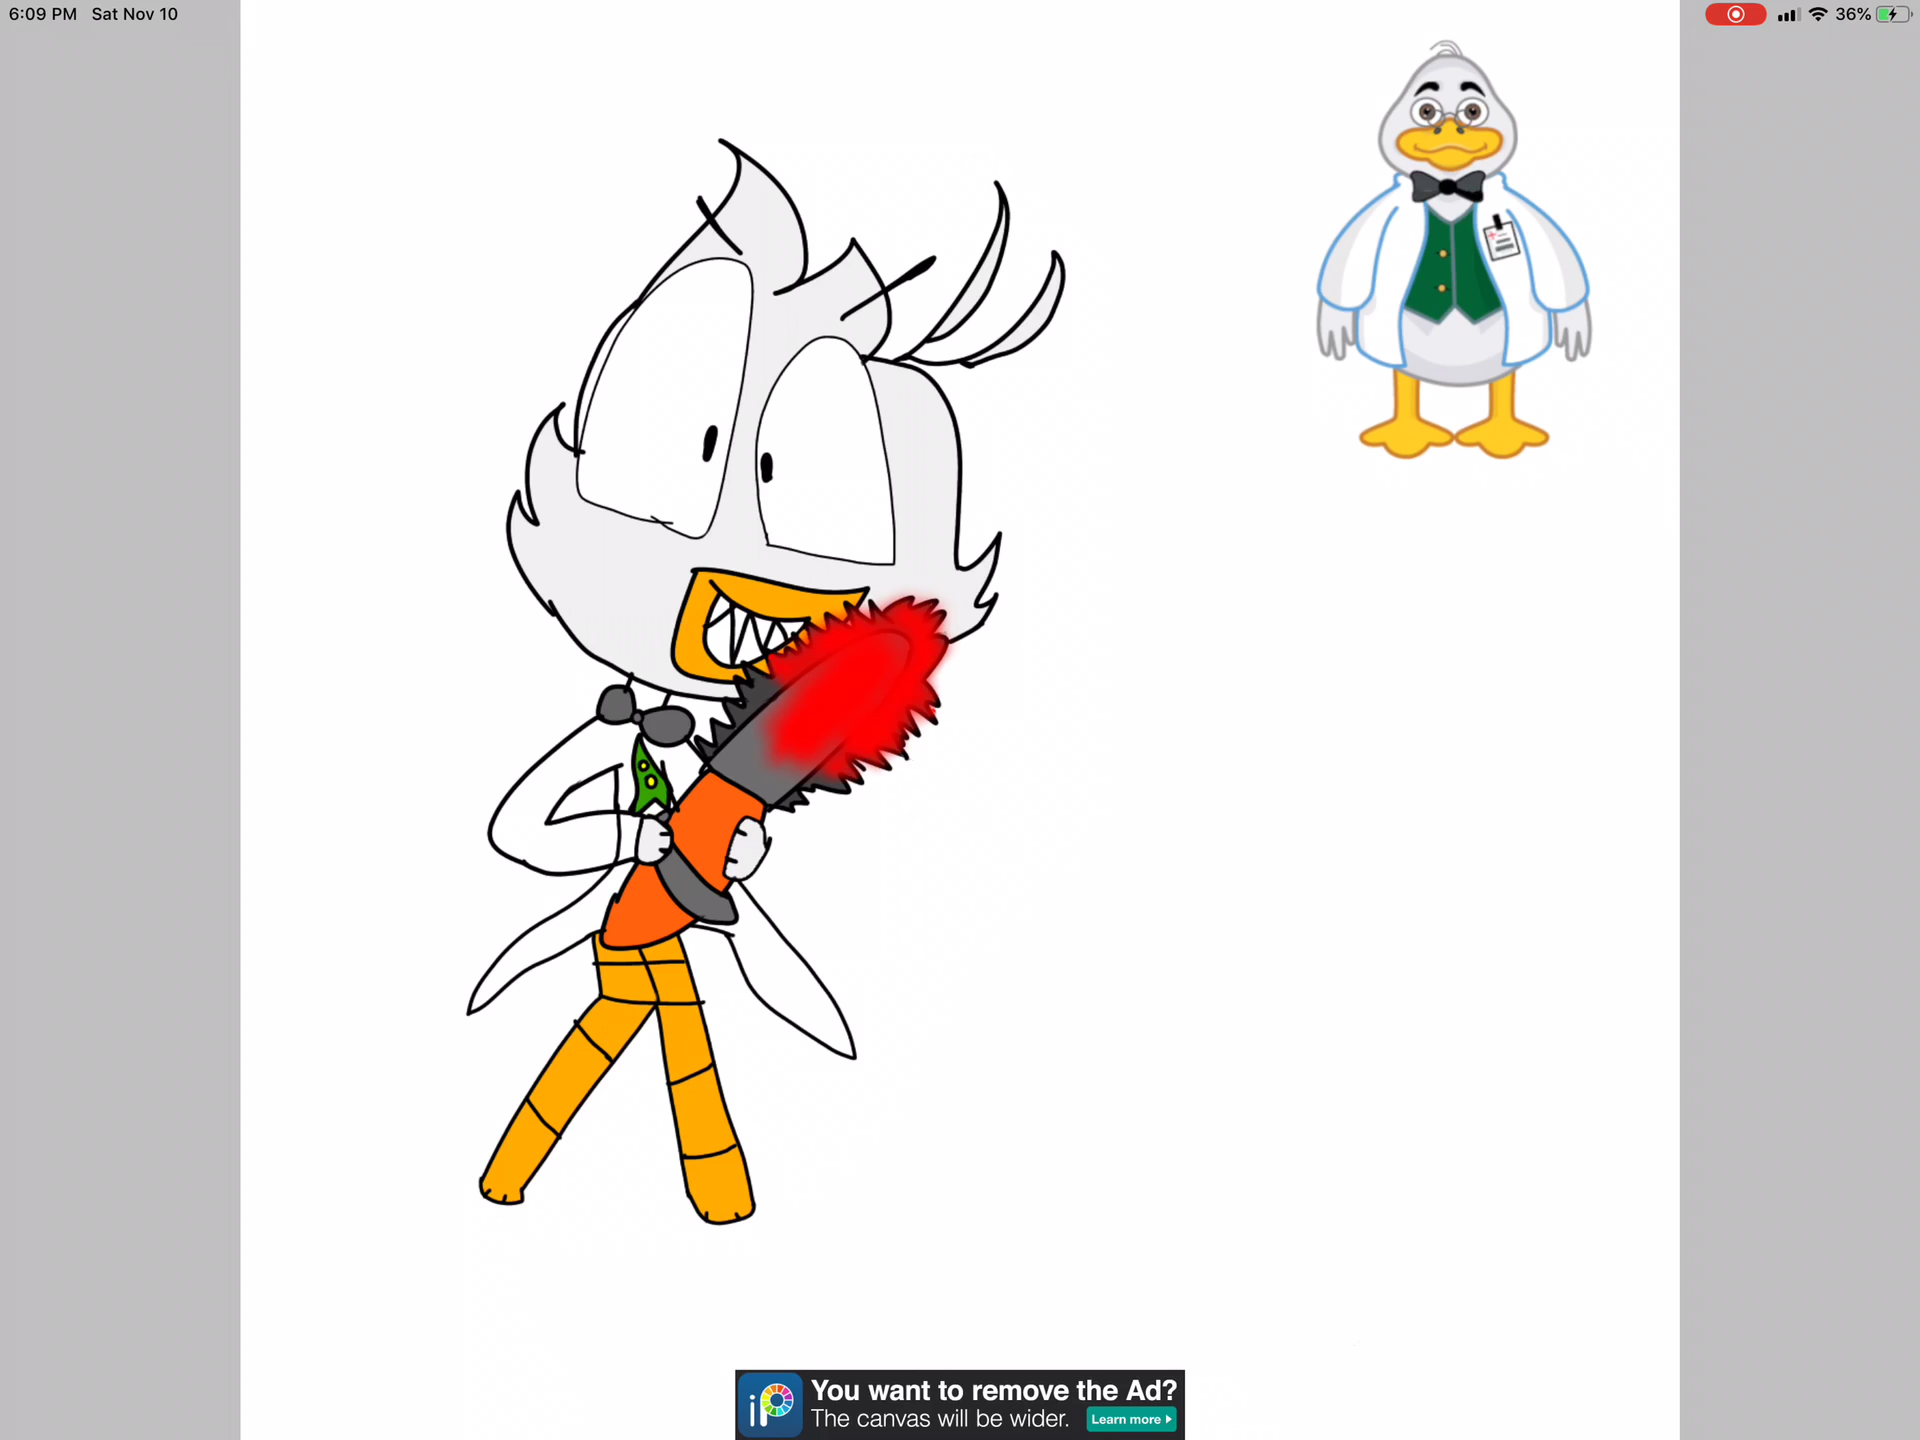 6:09 PM Sat Nov 10
36%
iP
You want to remove the Ad?
The canvas will be wider.
Learn more